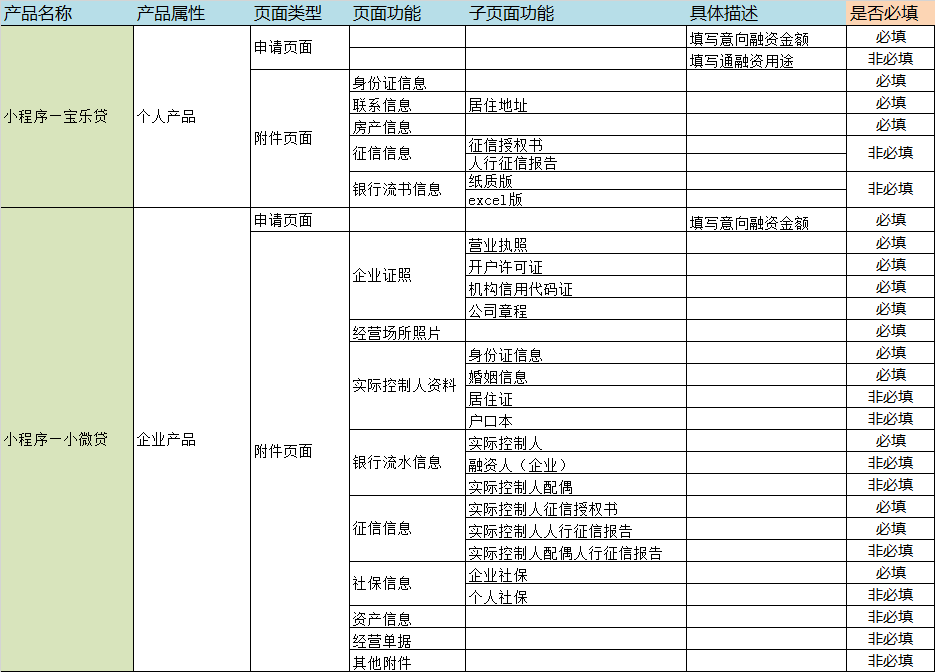 产品名称 产品属性 页面类型 页面功能 子页面功能 具体描述 是否必填
小程序—宝乐贷 个人产品 申请页面 填写意向融资金额 必填
填写通融资用途 非必填
附件页面 身份证信息 必填
联系信息 居住地址 必填
房产信息 必填
征信信息 征信授权书 非必填
人行征信报告
银行流书信息 纸质版 非必填
excel版
小程序—小微贷 企业产品 申请页面 填写意向融资金额 必填
附件页面 企业证照 营业执照 必填
开户许可证 必填
机构信用代码证 必填
公司章程 必填
经营场所照片 必填
实际控制人资料 身份证信息 必填
婚姻信息 必填
居住证 非必填
户口本 非必填
银行流水信息 实际控制人 必填
融资人（企业） 非必填
实际控制人配偶 非必填
征信信息 实际控制人征信授权书 必填
实际控制人人行征信报告 必填
实际控制人配偶人行征信报告 非必填
社保信息 企业社保 必填
个人社保 非必填
资产信息 非必填
经营单据 非必填
其他附件 非必填